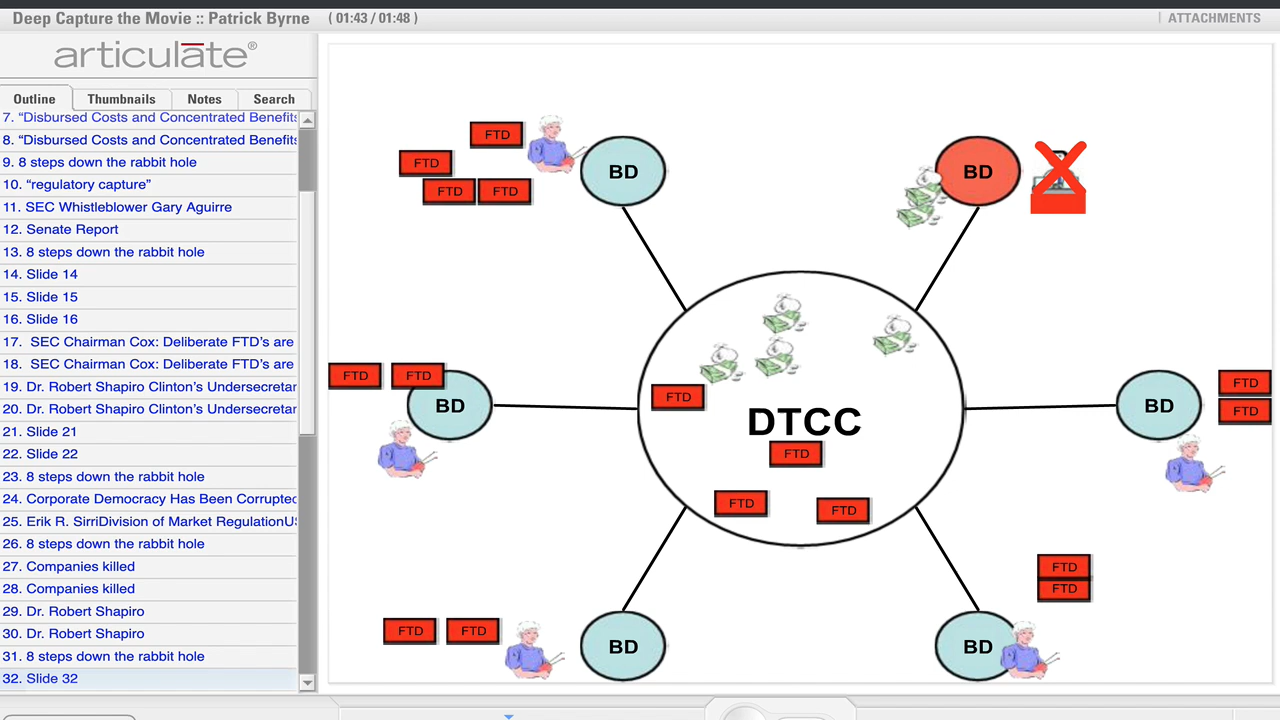 Deep Capture the Movie :: Patrick Byrne ( 01:43 / 01:48 )
ATTACHMENTS
articulate®
Outline Thumbnails Notes Search
7. “Disbursed Costs and Concentrated Benefits
8. “Disbursed Costs and Concentrated Benefits
9. 8 steps down the rabbit hole
10. “regulatory capture”
11. SEC Whistleblower Gary Aguirre
12. Senate Report
13. 8 steps down the rabbit hole
14. Slide 14
15. Slide 15
16. Slide 16
17. SEC Chairman Cox: Deliberate FTD’s are
18. SEC Chairman Cox: Deliberate FTD’s are
19. Dr. Robert Shapiro Clinton’s Undersecretar
20. Dr. Robert Shapiro Clinton’s Undersecretar
21. Slide 21
22. Slide 22
23. 8 steps down the rabbit hole
24. Corporate Democracy Has Been Corrupted
25. Erik R. SirriDivision of Market RegulationUS
26. 8 steps down the rabbit hole
27. Companies killed
28. Companies killed
29. Dr. Robert Shapiro
30. Dr. Robert Shapiro
31. 8 steps down the rabbit hole
32. Slide 32
FTD
FTD
FTD FTD
BD
BD
FTD FTD
BD
FTD
DTCC
FTD
FTD
FTD
BD
FTD
FTD
FTD
FTD
FTD FTD
BD
BD